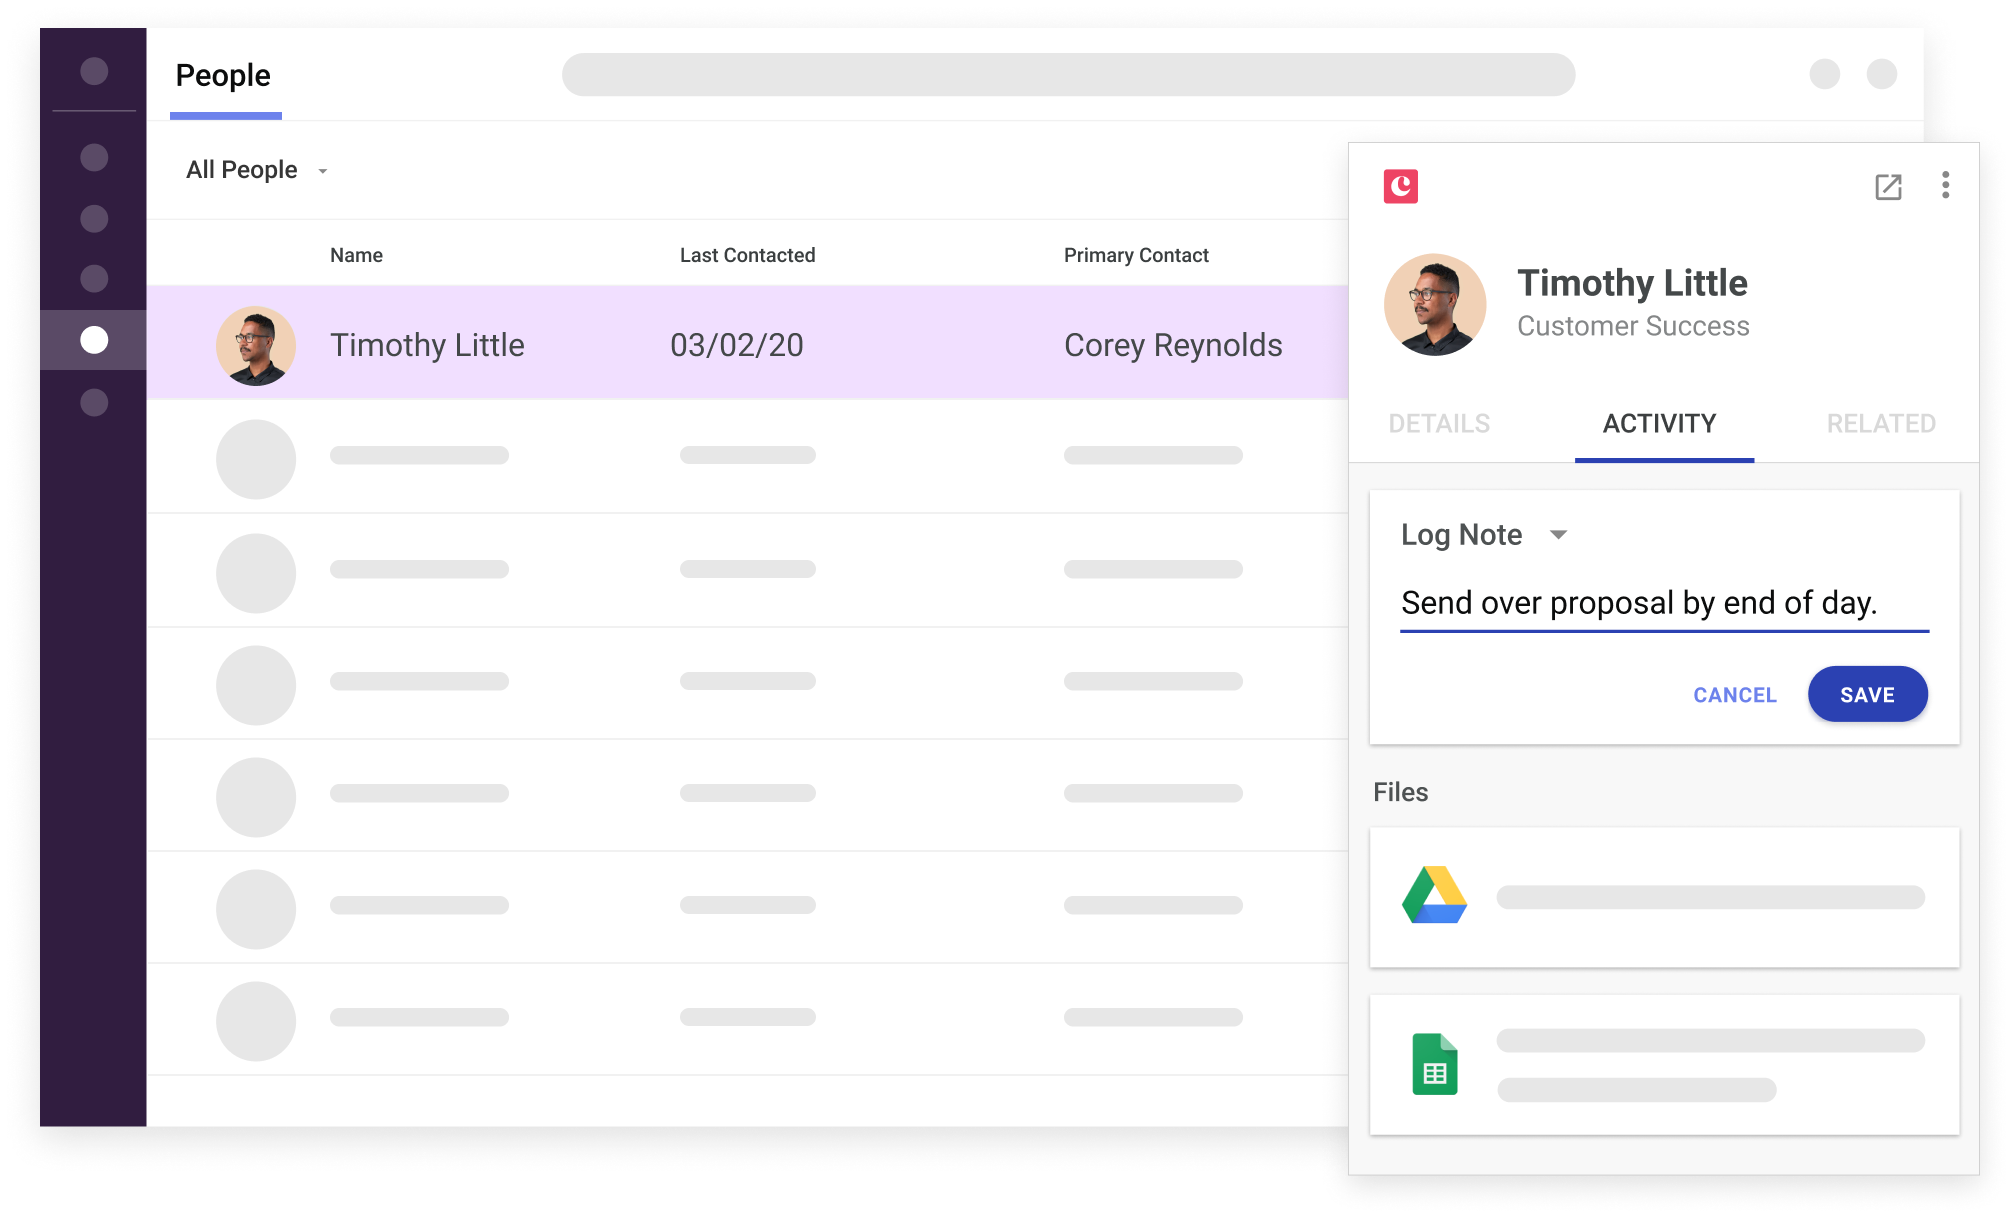 People
All People
Name Last Contacted Primary Contact
Timothy Little 03/02/20 Corey Reynolds
Timothy Little
Customer Success
DETAILS ACTIVITY RELATED
Log Note
Send over proposal by end of day.
CANCEL SAVE
Files